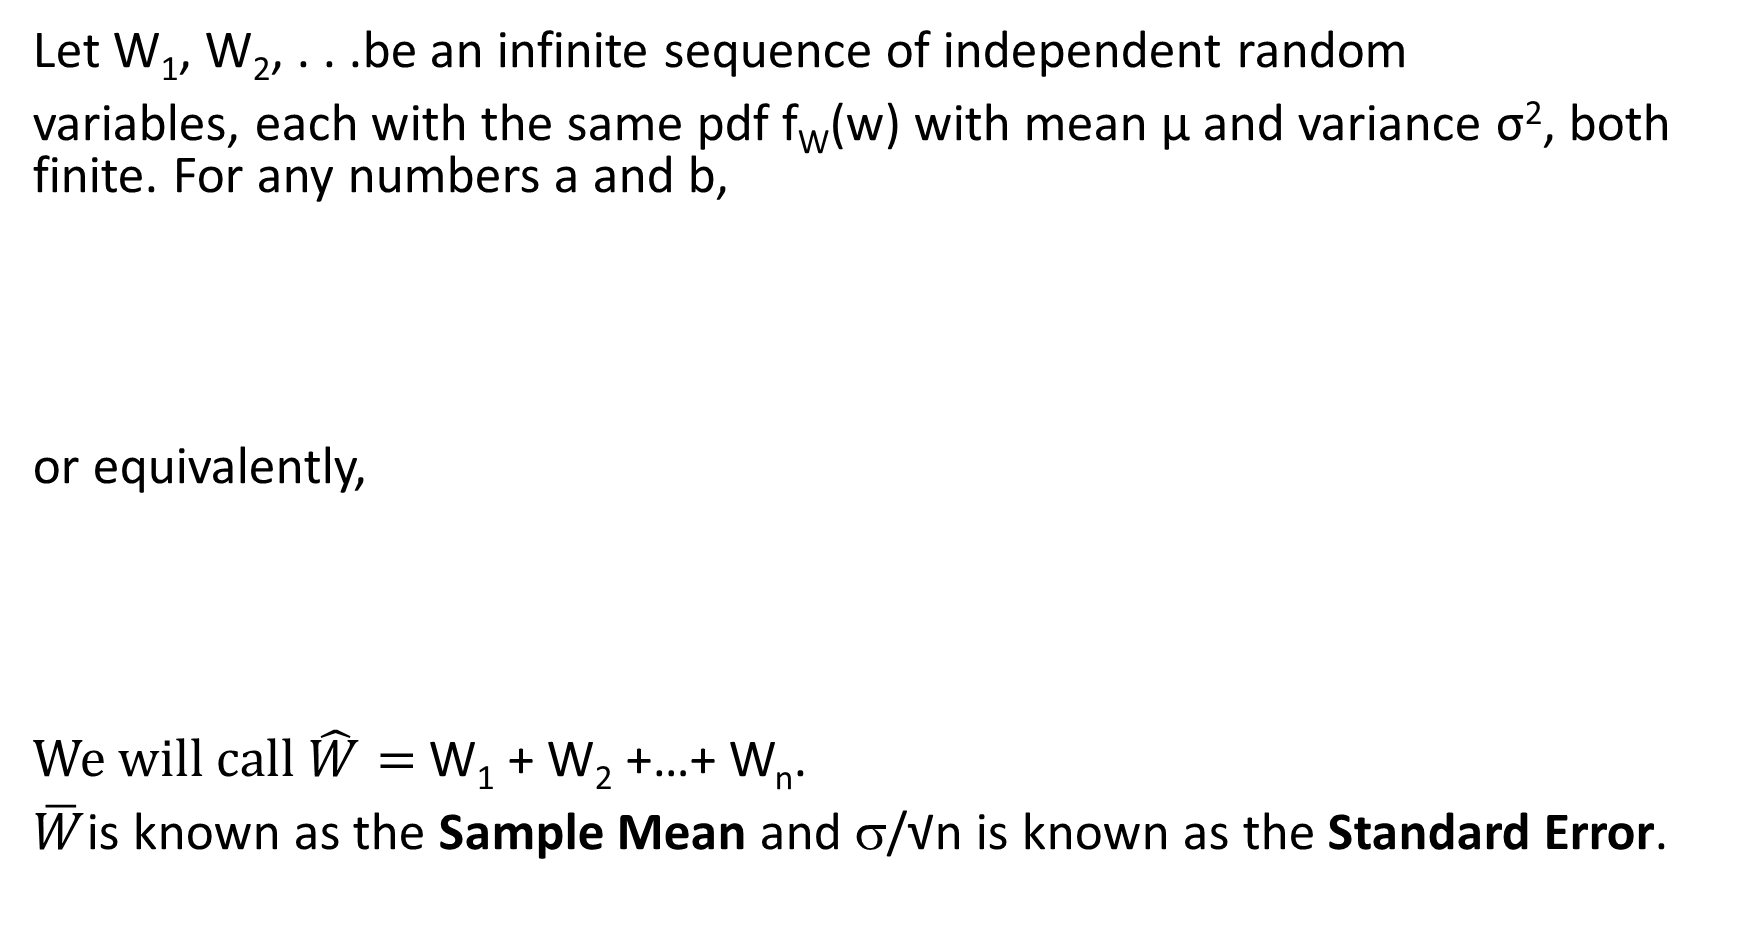 Let W₁, W₂, . . .be an infinite sequence of independent random
variables, each with the same pdf fW(w) with mean μ and variance σ², both
finite. For any numbers a and b,
or equivalently,
We will call Ŵ = W₁ + W₂ +...+ Wₙ.
W̅ is known as the Sample Mean and σ/√n is known as the Standard Error.